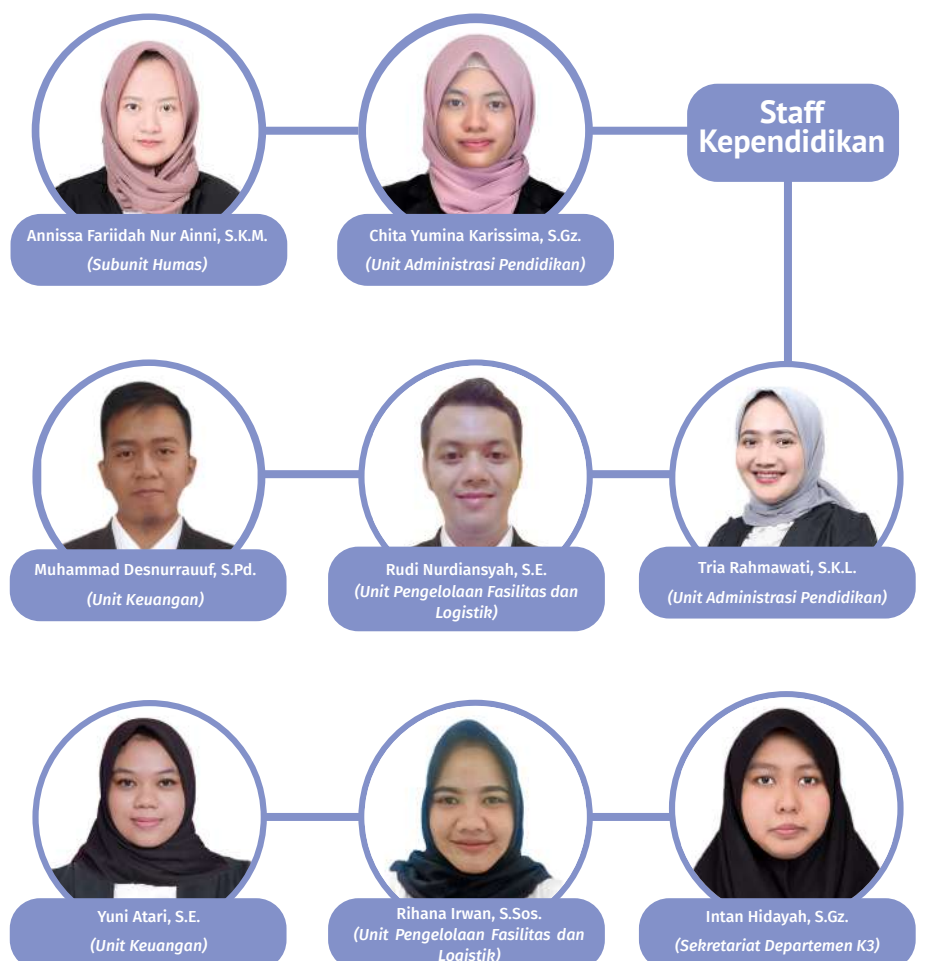 Staff
Kependidikan
Annissa Fariidah Nur Ainni, S.K.M.
(Subunit Humas)
Chita Yumina Karissima, S.Gz.
(Unit Administrasi Pendidikan)
Muhammad Desnurrauuf, S.Pd.
(Unit Keuangan)
Rudi Nurdiansyah, S.E.
(Unit Pengelolaan Fasilitas dan
Logistik)
Tria Rahmawati, S.K.L.
(Unit Administrasi Pendidikan)
Yuni Atari, S.E.
(Unit Keuangan)
Rihana Irwan, S.Sos.
(Unit Pengelolaan Fasilitas dan
Logistik)
Intan Hidayah, S.Gz.
(Sekretariat Departemen K3)